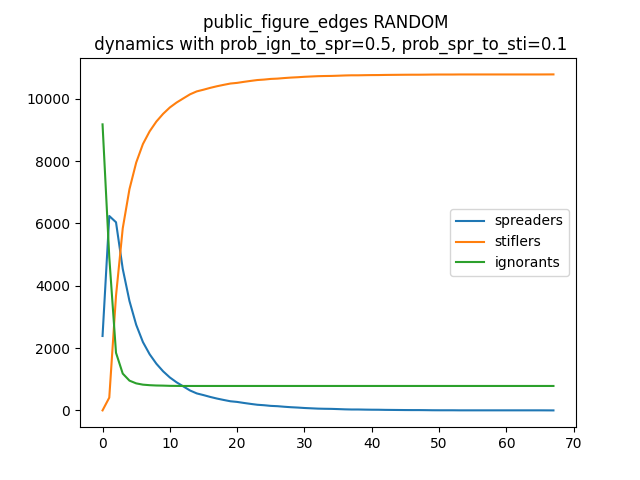 public_figure_edges RANDOM
dynamics with prob_ign_to_spr=0.5, prob_spr_to_sti=0.1
10000
8000
6000
4000
2000
0
spreaders
stiflers
ignorants
0 10 20 30 40 50 60 70